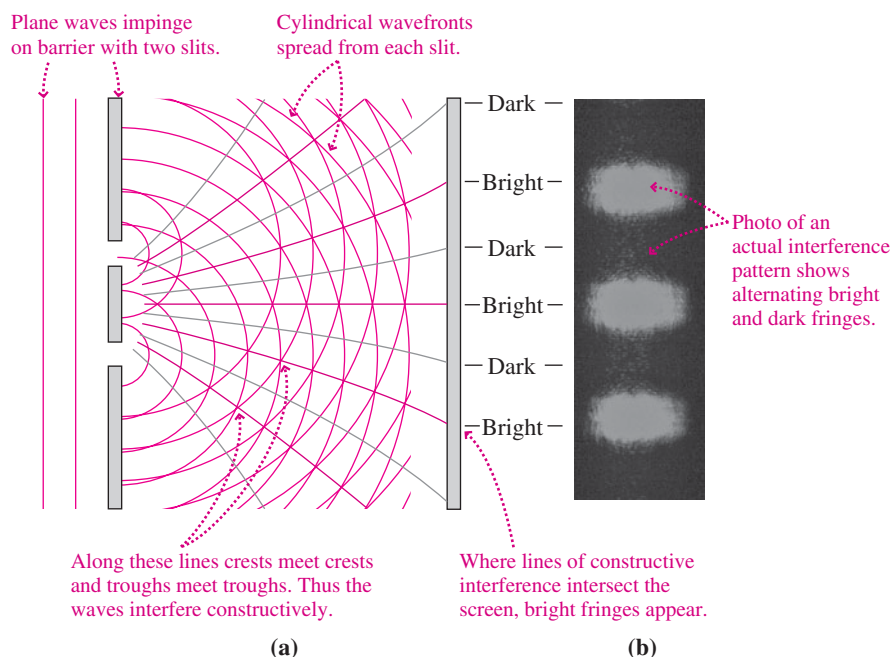 Plane waves impinge
on barrier with two slits.
Cylindrical wavefronts
spread from each slit.
Dark
Bright
Dark
Bright
Dark
Bright
Photo of an
actual interference
pattern shows
alternating bright
and dark fringes.
Along these lines crests meet crests
and troughs meet troughs. Thus the
waves interfere constructively.
Where lines of constructive
interference intersect the
screen, bright fringes appear.
(a)
(b)